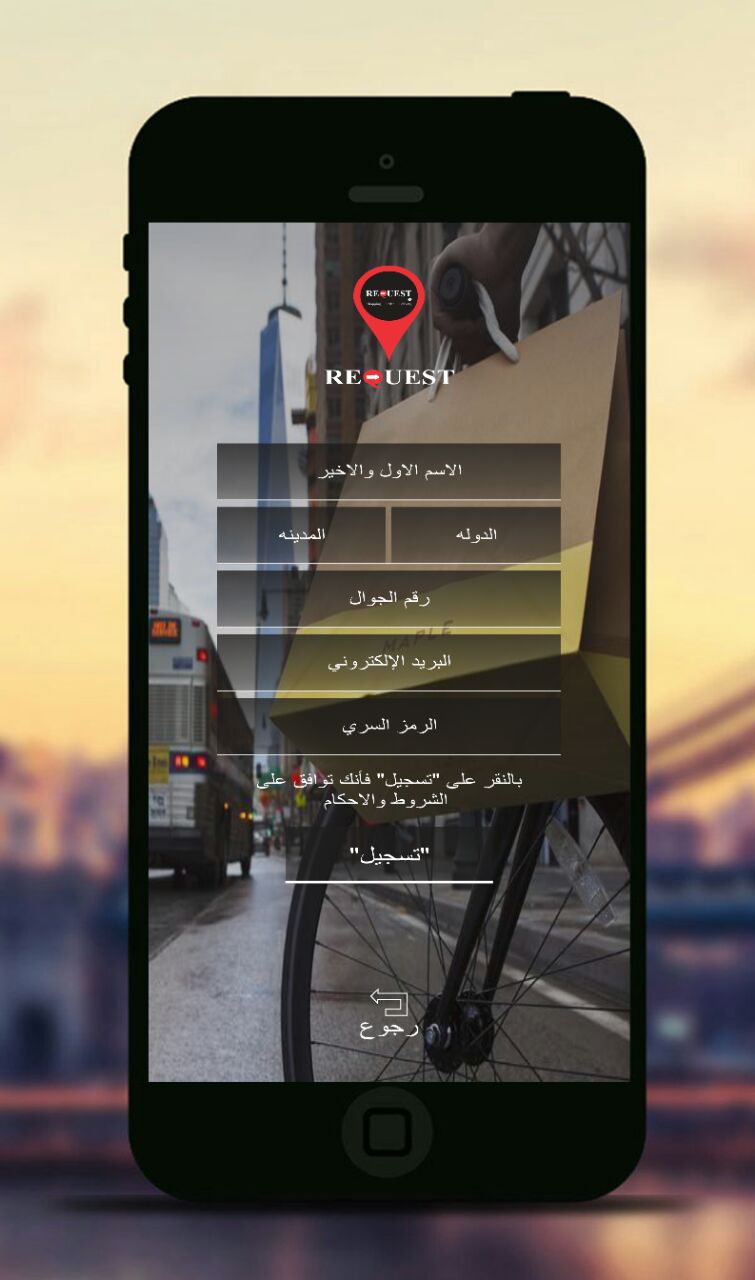 REQUEST
REQUEST
الاسم الاول والاخير
الدوله
المدينه
رقم الجوال
MAPLE
البريد الإلكتروني
الرمز السري
بالنقر على "تسجيل" فأنك توافق على
الشروط والاحكام
"تسجيل"
رجوع